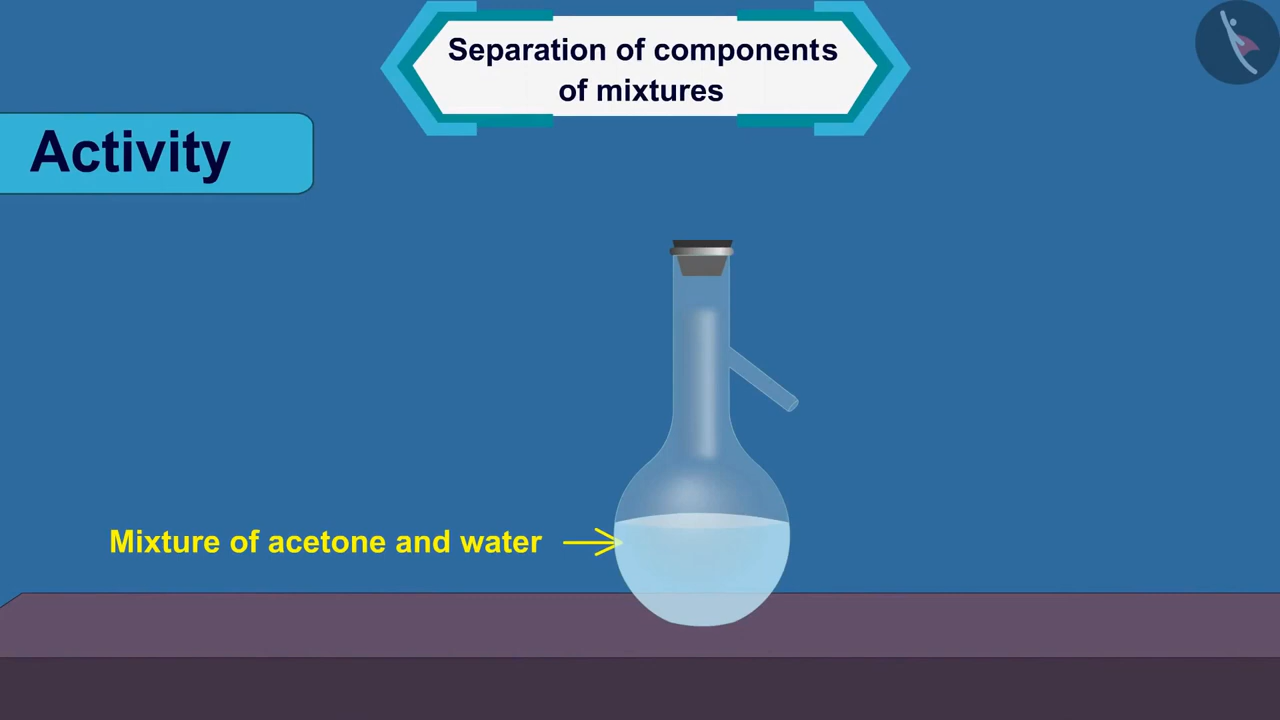 Separation of components
of mixtures
Activity
Mixture of acetone and water